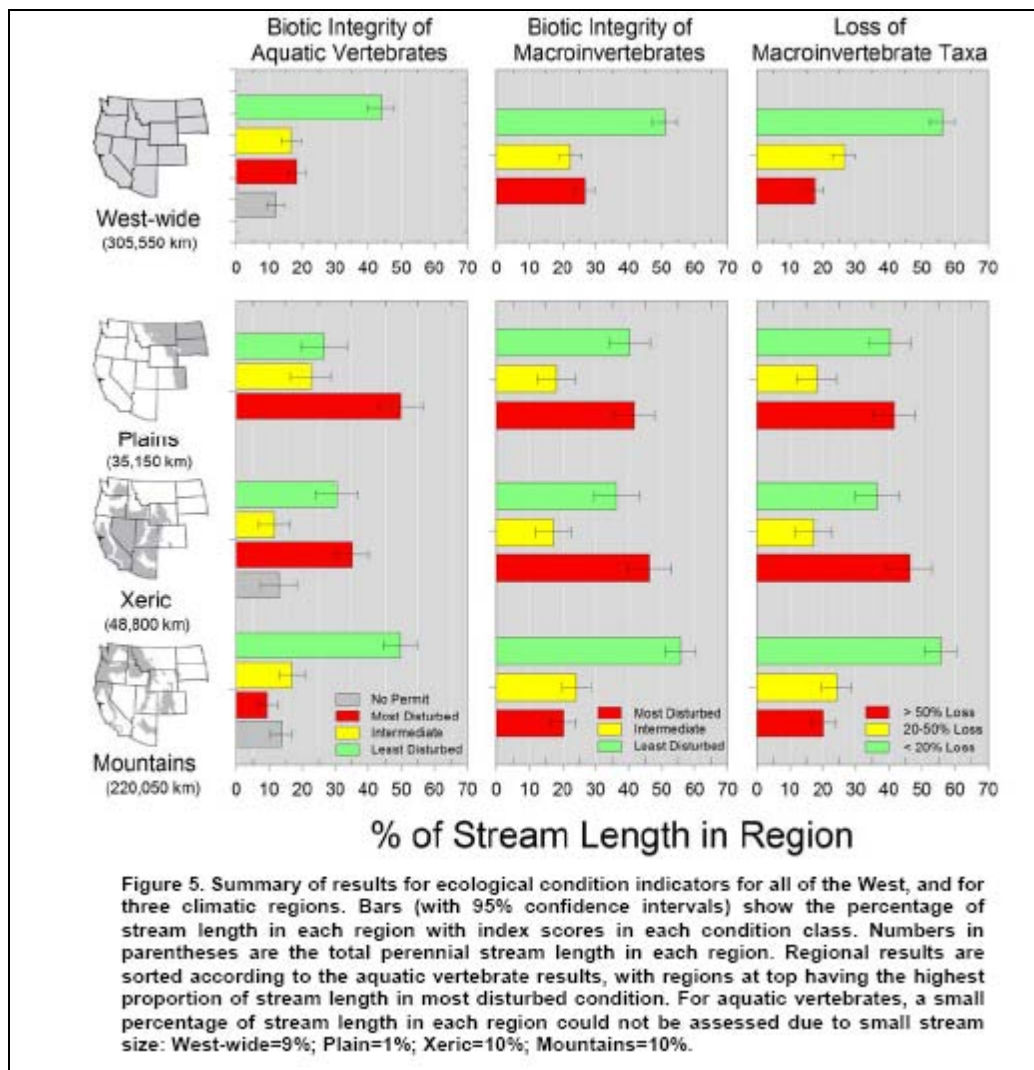 Biotic Integrity of
Aquatic Vertebrates
Biotic Integrity of
Macroinvertebrates
Loss of
Macroinvertebrate Taxa
West-wide
(305,550 km)
0 10 20 30 40 50 60 70
0 10 20 30 40 50 60 70
0 10 20 30 40 50 60 70
Plains
(35,150 km)
Xeric
(48,800 km)
Mountains
(220,050 km)
No Permit
Most Disturbed
Intermediate
Least Disturbed
Most Disturbed
Intermediate
Least Disturbed
> 50% Loss
20-50% Loss
< 20% Loss
0 10 20 30 40 50 60 70
0 10 20 30 40 50 60 70
0 10 20 30 40 50 60 70
% of Stream Length in Region
Figure 5. Summary of results for ecological condition indicators for all of the West, and for
three climatic regions. Bars (with 95% confidence intervals) show the percentage of
stream length in each region with index scores in each condition class. Numbers in
parentheses are the total perennial stream length in each region. Regional results are
sorted according to the aquatic vertebrate results, with regions at top having the highest
proportion of stream length in most disturbed condition. For aquatic vertebrates, a small
percentage of stream length in each region could not be assessed due to small stream
size: West-wide=9%; Plain=1%; Xeric=10%; Mountains=10%.